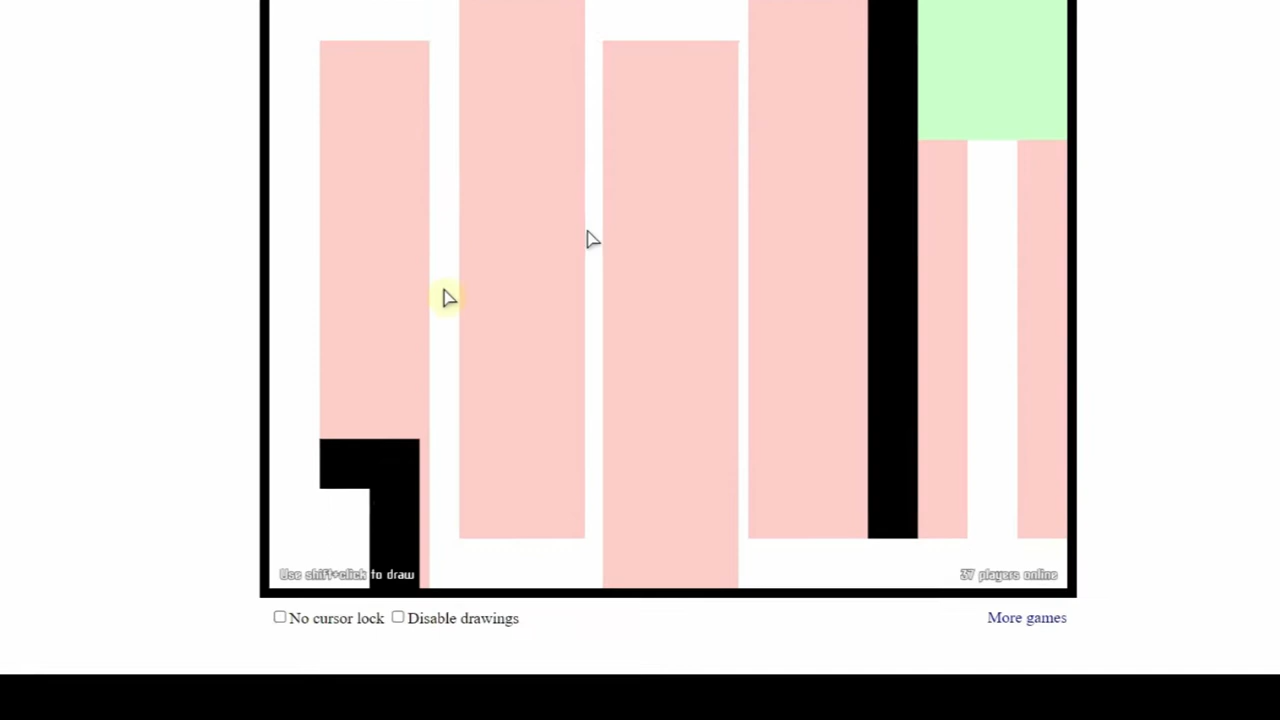 Use shift+click to draw
37 players online
No cursor lock Disable drawings
More games